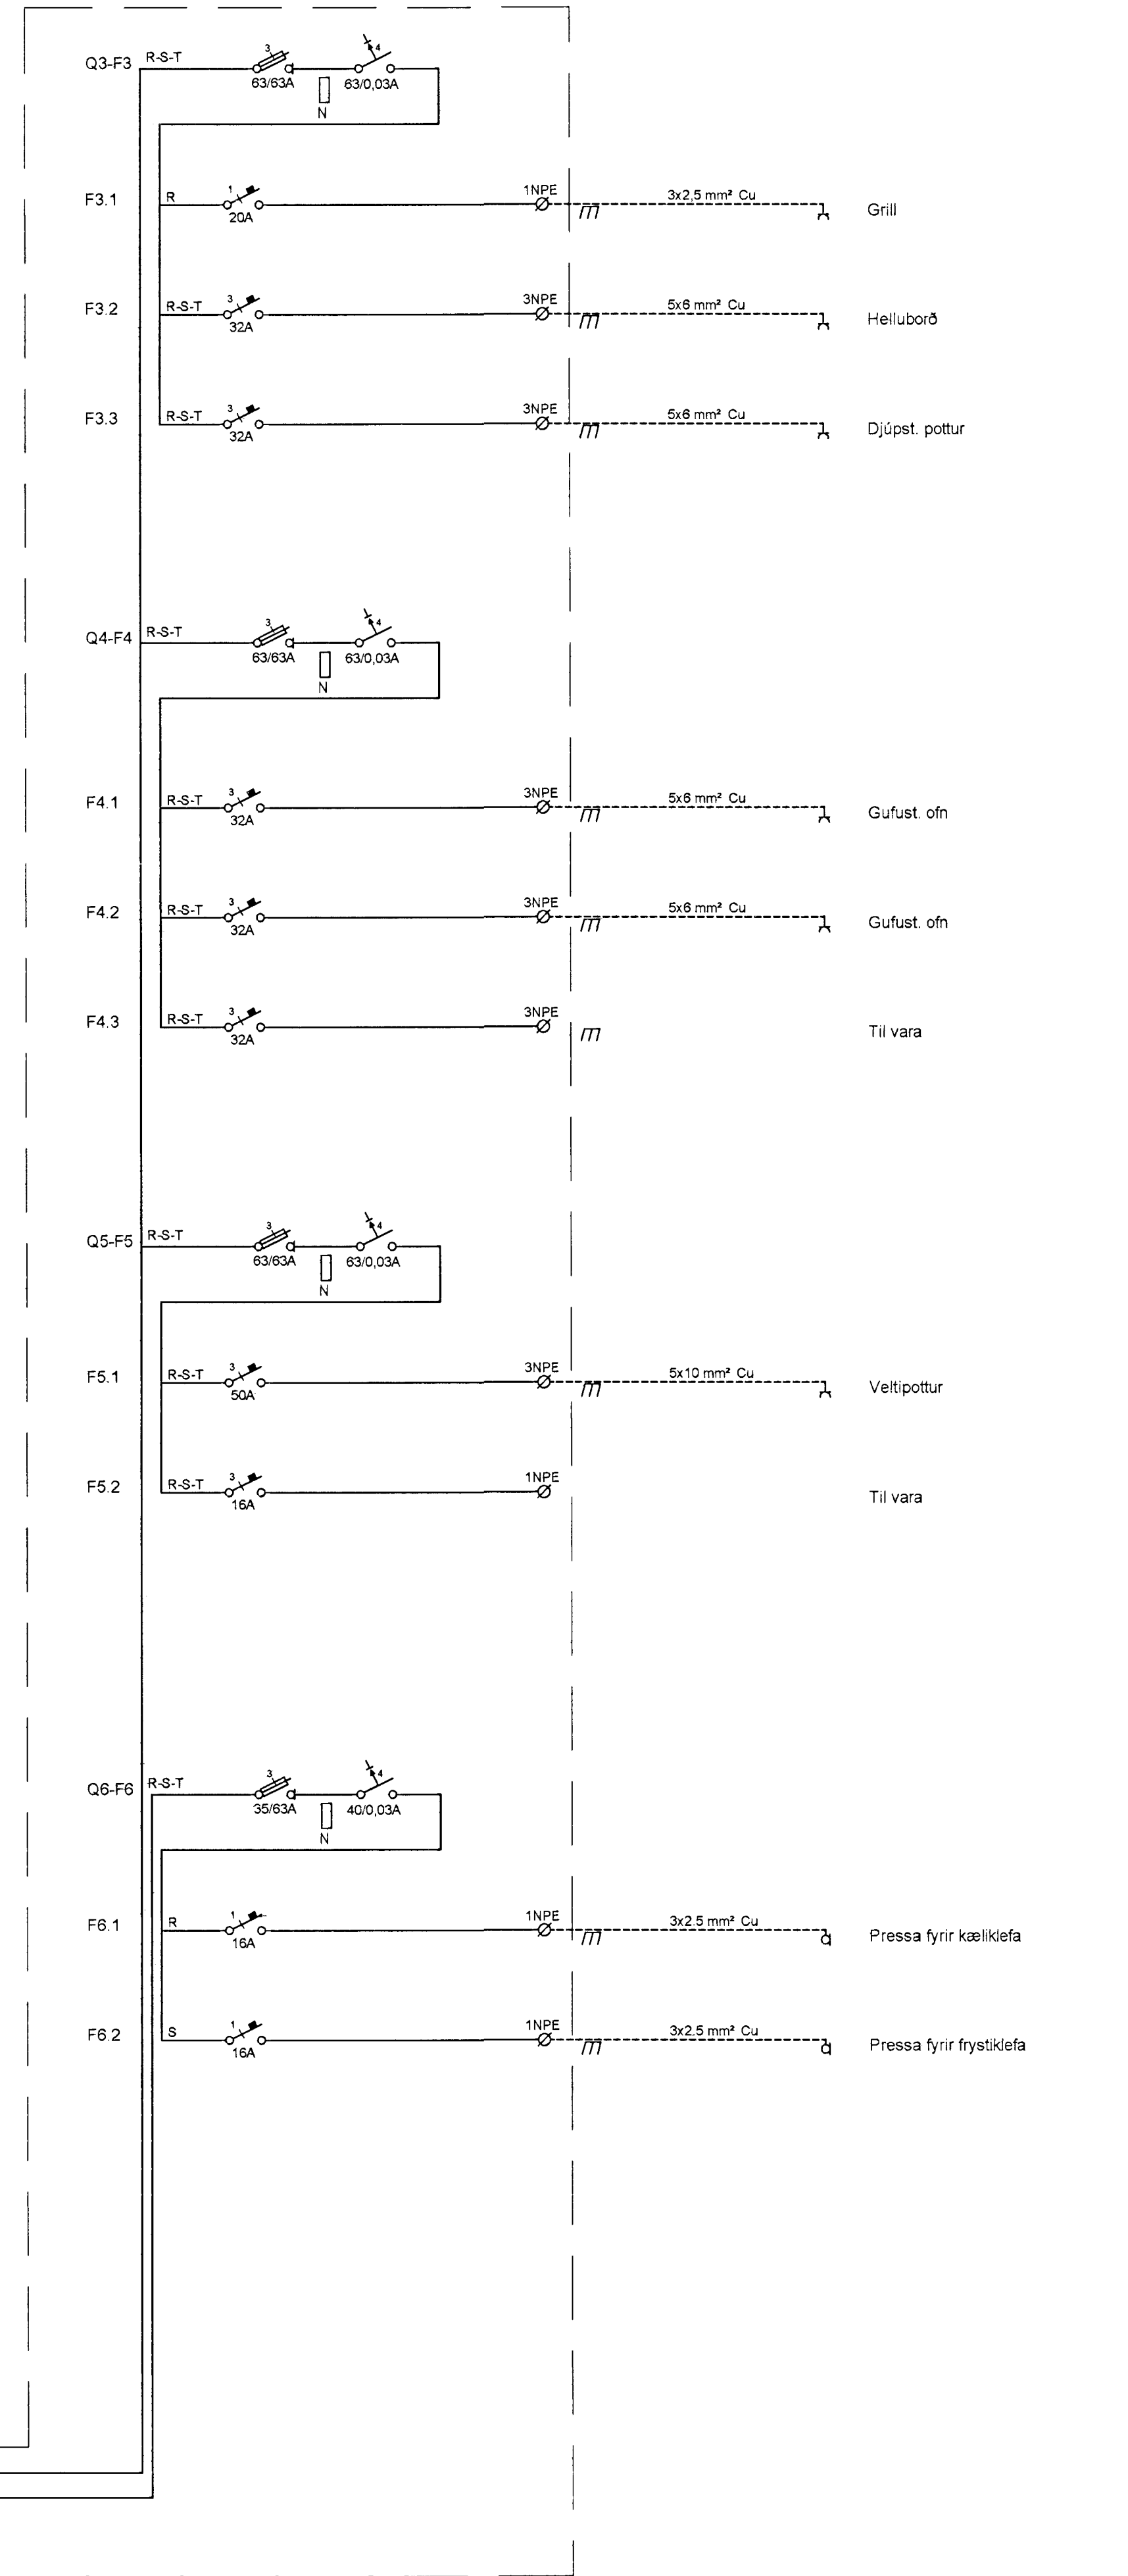 Q3-F3 R-S-T 3 63/63A N 4 63/0,03A
F3.1 R 1 20A 1NPE 3x2,5 mm² Cu Grill
F3.2 R-S-T 3 32A 3NPE 5x6 mm² Cu Helluborð
F3.3 R-S-T 3 32A 3NPE 5x6 mm² Cu Djúpst. pottur
Q4-F4 R-S-T 3 63/63A N 4 63/0,03A
F4.1 R-S-T 3 32A 3NPE 5x6 mm² Cu Gufust. ofn
F4.2 R-S-T 3 32A 3NPE 5x6 mm² Cu Gufust. ofn
F4.3 R-S-T 3 32A 3NPE Til vara
Q5-F5 R-S-T 3 63/63A N 4 63/0,03A
F5.1 R-S-T 3 50A 3NPE 5x10 mm² Cu Veltipottur
F5.2 R-S-T 3 16A 1NPE Til vara
Q6-F6 R-S-T 3 35/63A N 4 40/0,03A
F6.1 R 1 16A 1NPE 3x2.5 mm² Cu Pressa fyrir kæliklefa
F6.2 S 1 16A 1NPE 3x2.5 mm² Cu Pressa fyrir frystiklefa